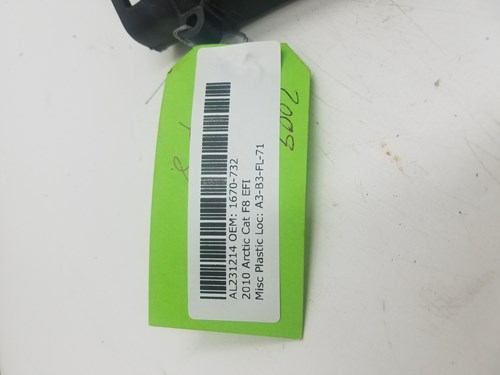 AL231214 OEM: 1670-732
2010 Arctic Cat F8 EFI
Misc Plastic Loc: A3-B3-FL-71